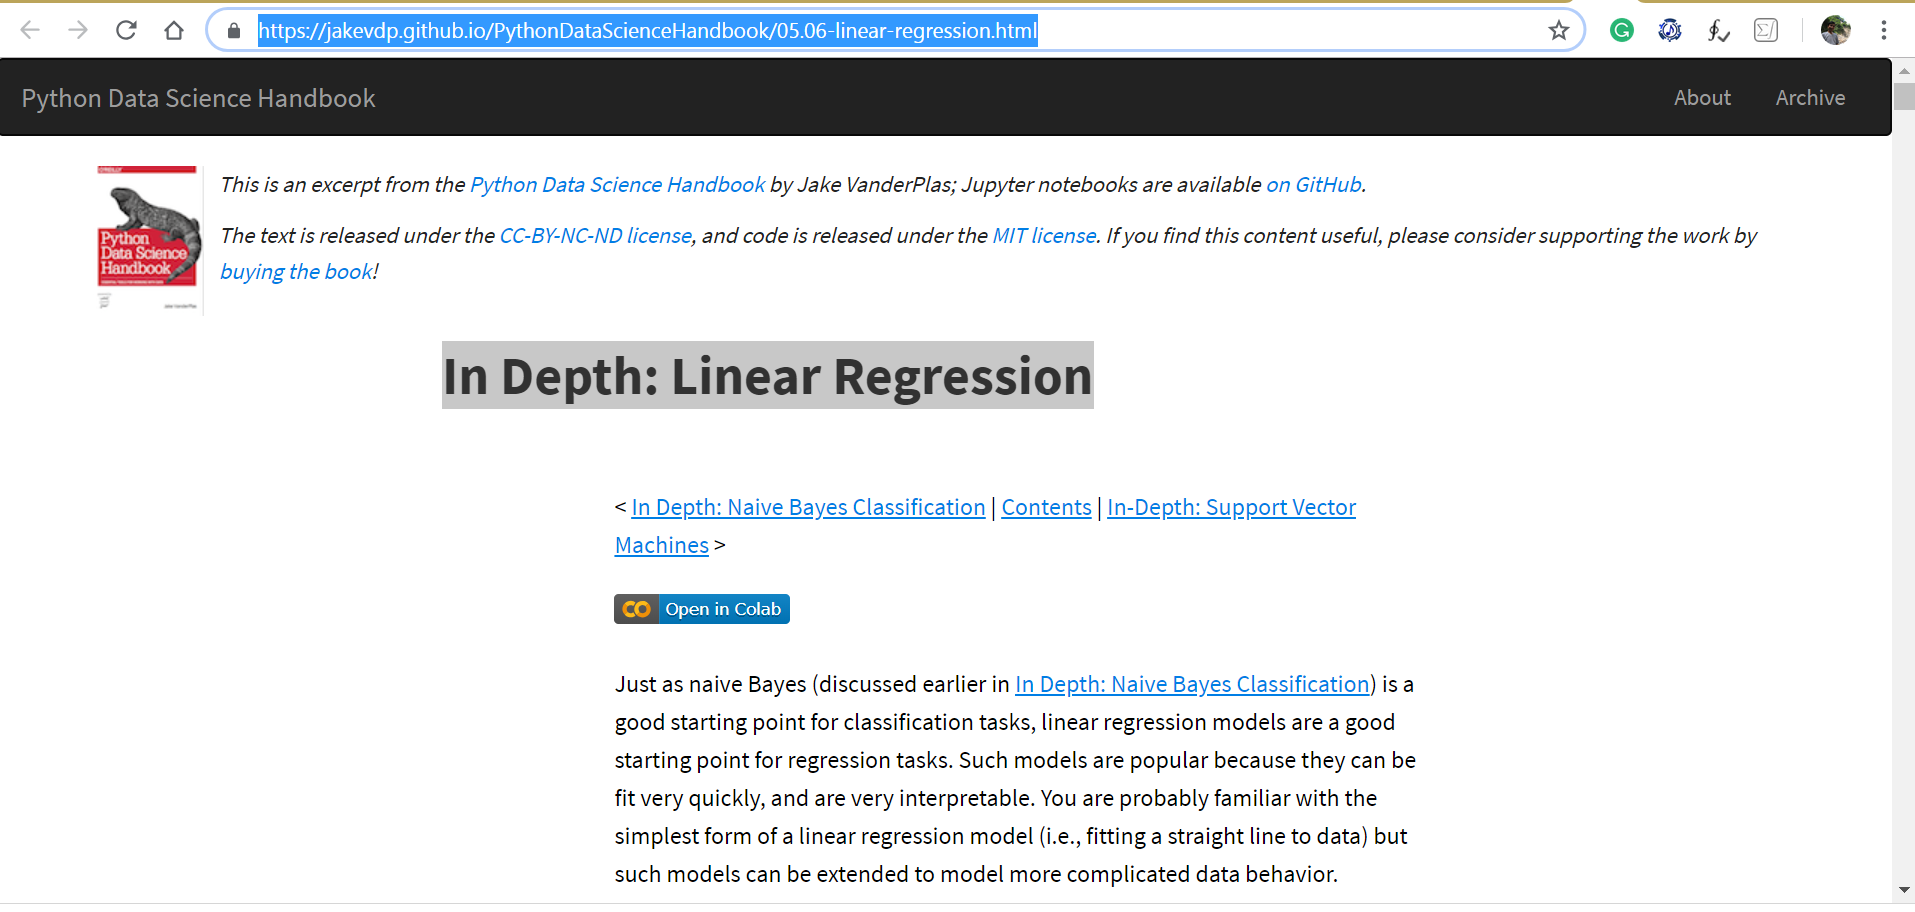 https://jakevdp.github.io/PythonDataScienceHandbook/05.06-linear-regression.html
Python Data Science Handbook
About
Archive
Python
Data Science
Handbook
This is an excerpt from the Python Data Science Handbook by Jake VanderPlas; Jupyter notebooks are available on GitHub.
The text is released under the CC-BY-NC-ND license, and code is released under the MIT license. If you find this content useful, please consider supporting the work by
buying the book!
In Depth: Linear Regression
< In Depth: Naive Bayes Classification | Contents | In-Depth: Support Vector
Machines >
CO Open in Colab
Just as naive Bayes (discussed earlier in In Depth: Naive Bayes Classification) is a
good starting point for classification tasks, linear regression models are a good
starting point for regression tasks. Such models are popular because they can be
fit very quickly, and are very interpretable. You are probably familiar with the
simplest form of a linear regression model (i.e., fitting a straight line to data) but
such models can be extended to model more complicated data behavior.